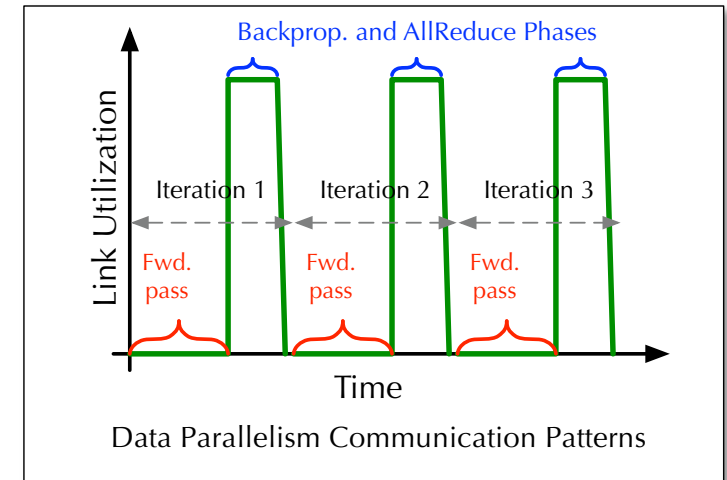 Backprop. and AllReduce Phases
Link Utilization
Iteration 1
Iteration 2
Iteration 3
Fwd.
pass
Fwd.
pass
Fwd.
pass
Time
Data Parallelism Communication Patterns